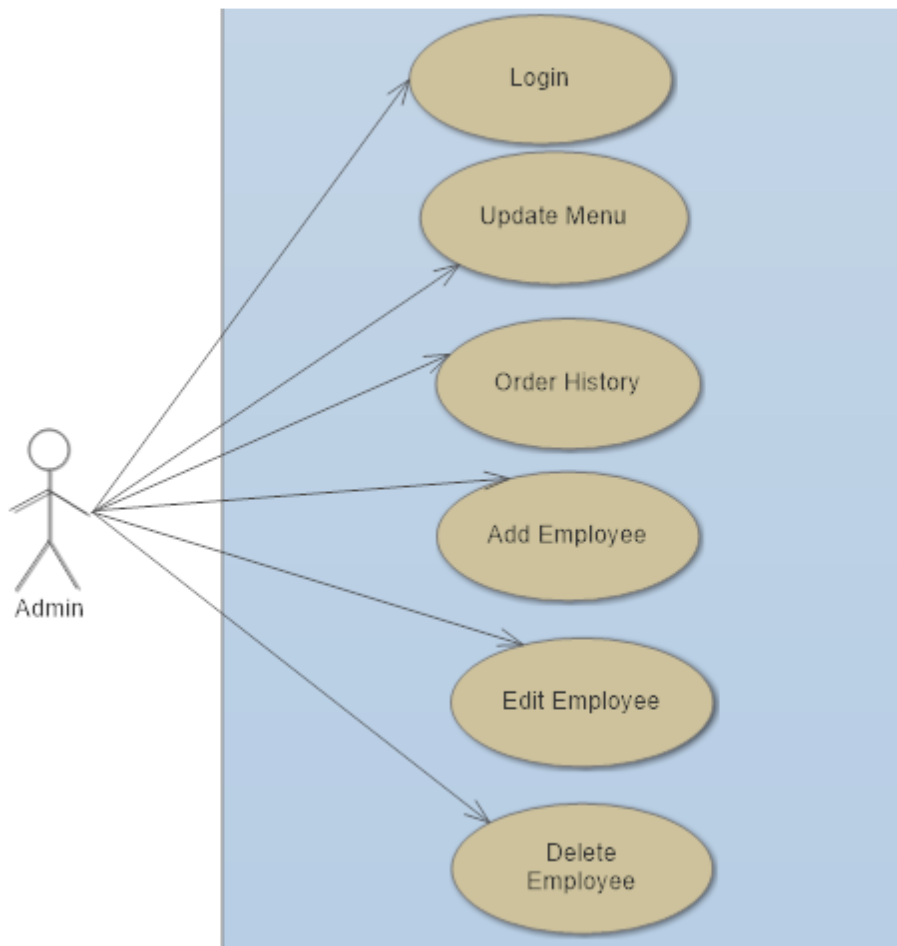 Login
Update Menu
Order History
Add Employee
Admin
Edit Employee
Delete
Employee